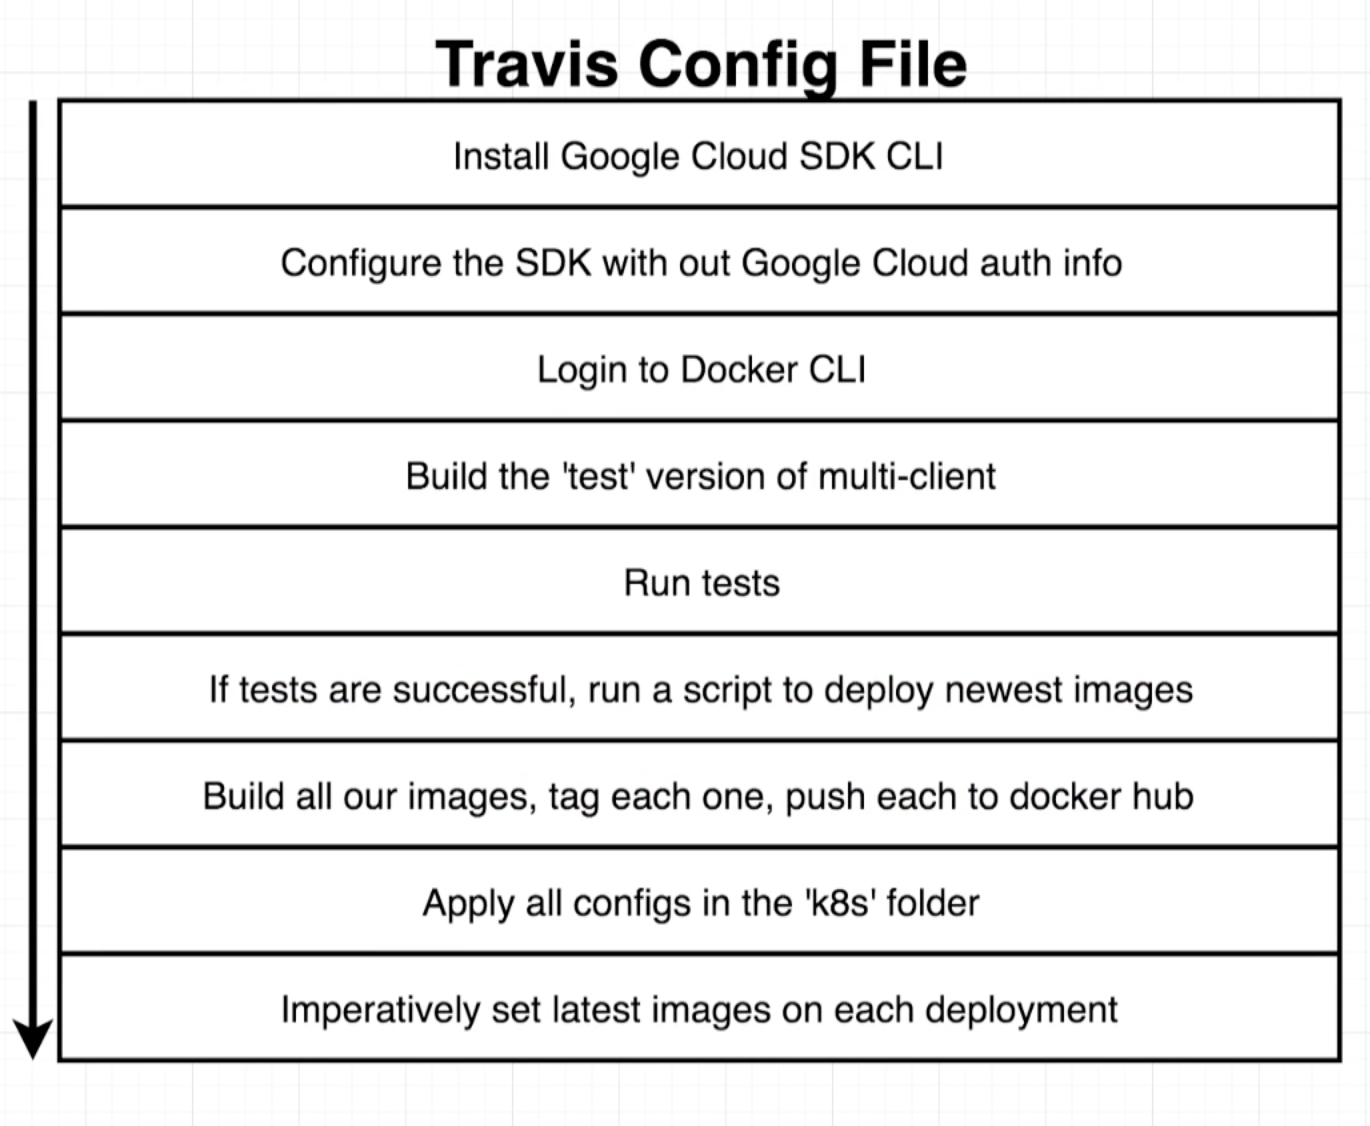 Travis Config File
Install Google Cloud SDK CLI
Configure the SDK with out Google Cloud auth info
Login to Docker CLI
Build the 'test' version of multi-client
Run tests
If tests are successful, run a script to deploy newest images
Build all our images, tag each one, push each to docker hub
Apply all configs in the 'k8s' folder
Imperatively set latest images on each deployment